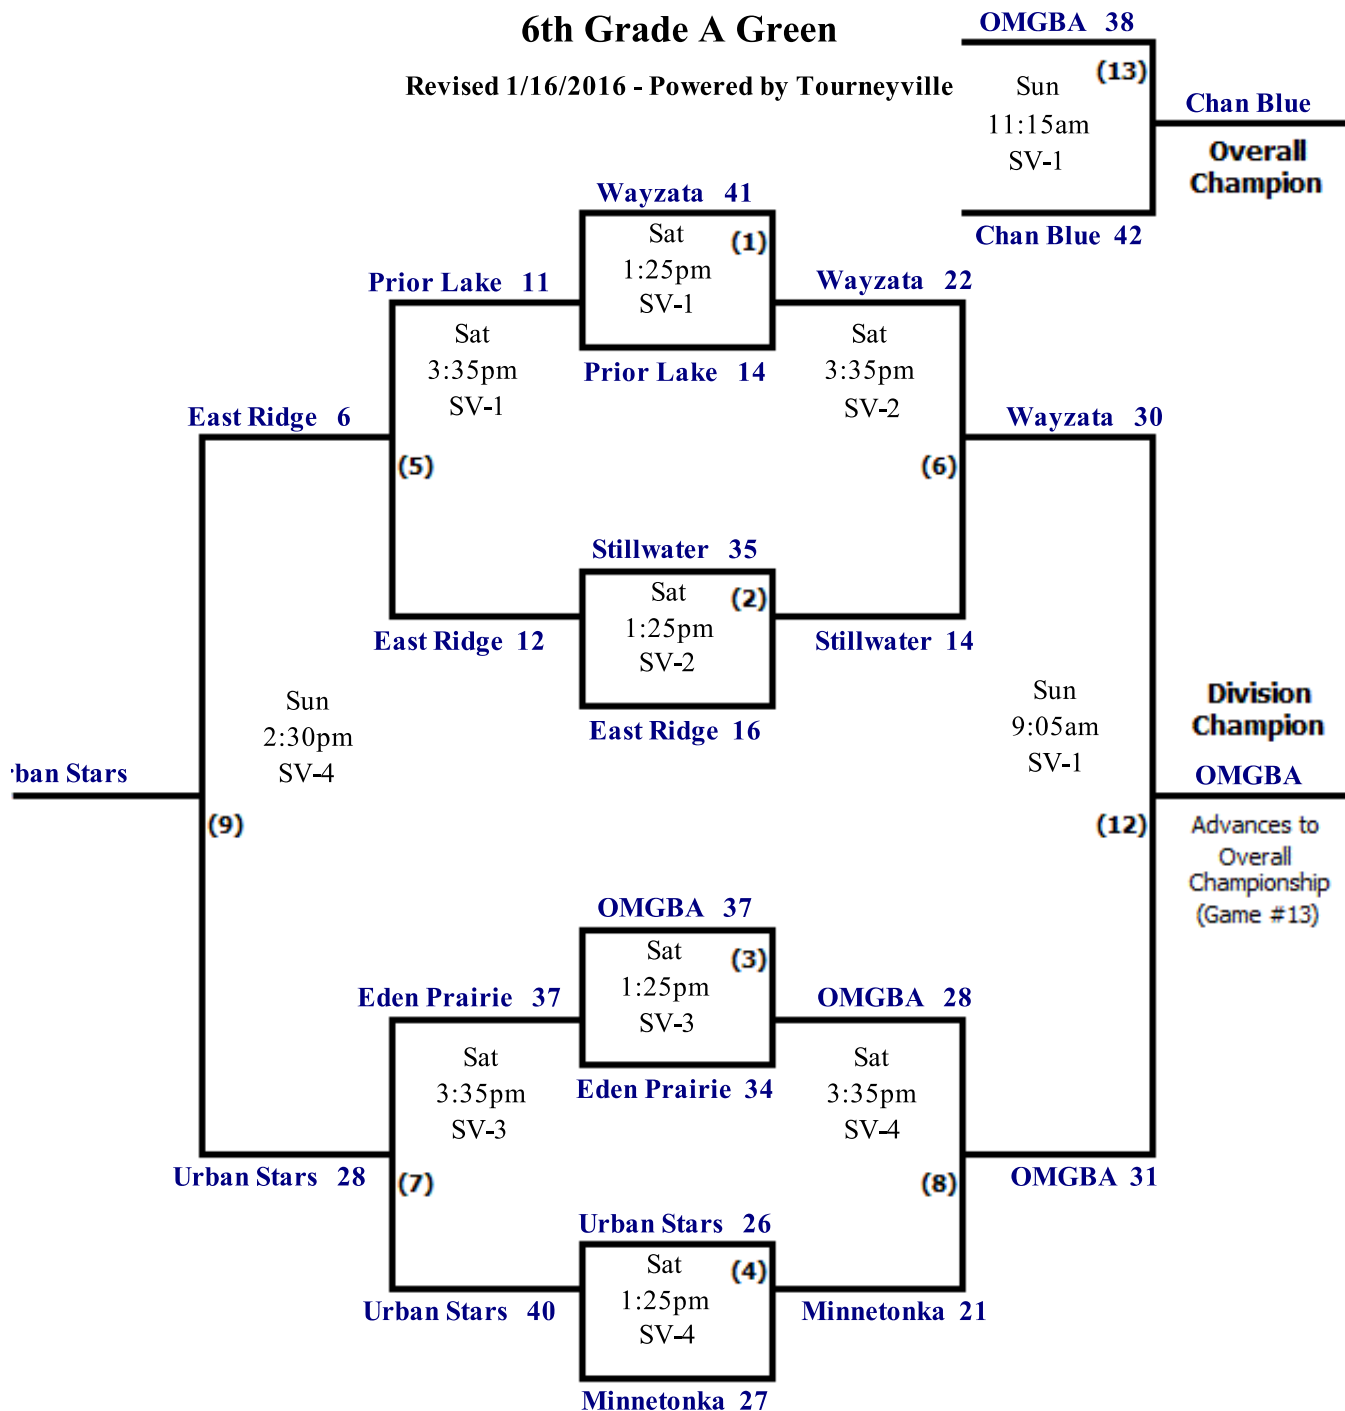 6th Grade A Green
OMGBA 38
Revised 1/16/2016 - Powered by Tourneyville
(13)
Sun
11:15am
SV-1
Chan Blue
Overall
Champion
Chan Blue 42
Wayzata 41
Sat
(1)
1:25pm
SV-1
Prior Lake 14
Prior Lake 11
Wayzata 22
Sat
3:35pm
SV-1
Sat
3:35pm
SV-2
East Ridge 6
(5)
(6)
Wayzata 30
Stillwater 35
Sat
(2)
1:25pm
SV-2
East Ridge 16
East Ridge 12
Stillwater 14
Sun
2:30pm
SV-4
Sun
9:05am
SV-1
Division
Champion
ban Stars
OMGBA
(9)
(12)
Advances to
Overall
Championship
(Game #13)
OMGBA 37
Sat
(3)
1:25pm
SV-3
Eden Prairie 34
Eden Prairie 37
OMGBA 28
Sat
3:35pm
SV-3
Sat
3:35pm
SV-4
Urban Stars 28
(7)
(8)
OMGBA 31
Urban Stars 26
Sat
(4)
1:25pm
SV-4
Minnetonka 27
Urban Stars 40
Minnetonka 21